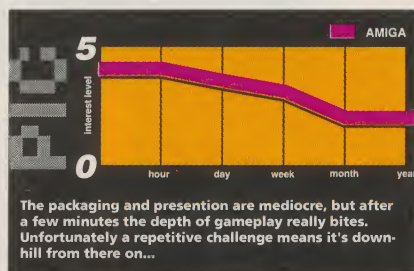 AMIGA
PIC
5
interest level
0
hour day week month year
The packaging and presention are mediocre, but after
a few minutes the depth of gameplay really bites.
Unfortunately a repetitive challenge means it's down-
hill from there on...